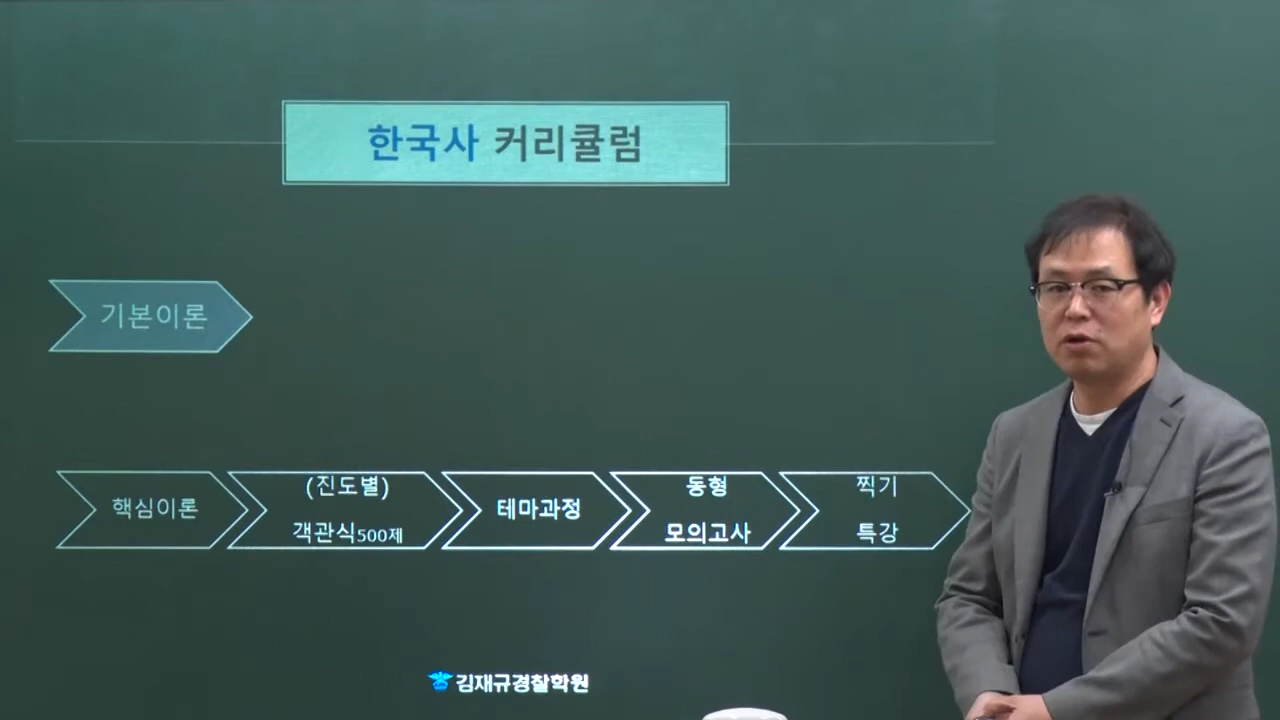 한국사 커리큘럼
기본이론
핵심이론
(진도별)
객관식500제
테마과정
동형
모의고사
찍기
특강
김재규경찰학원